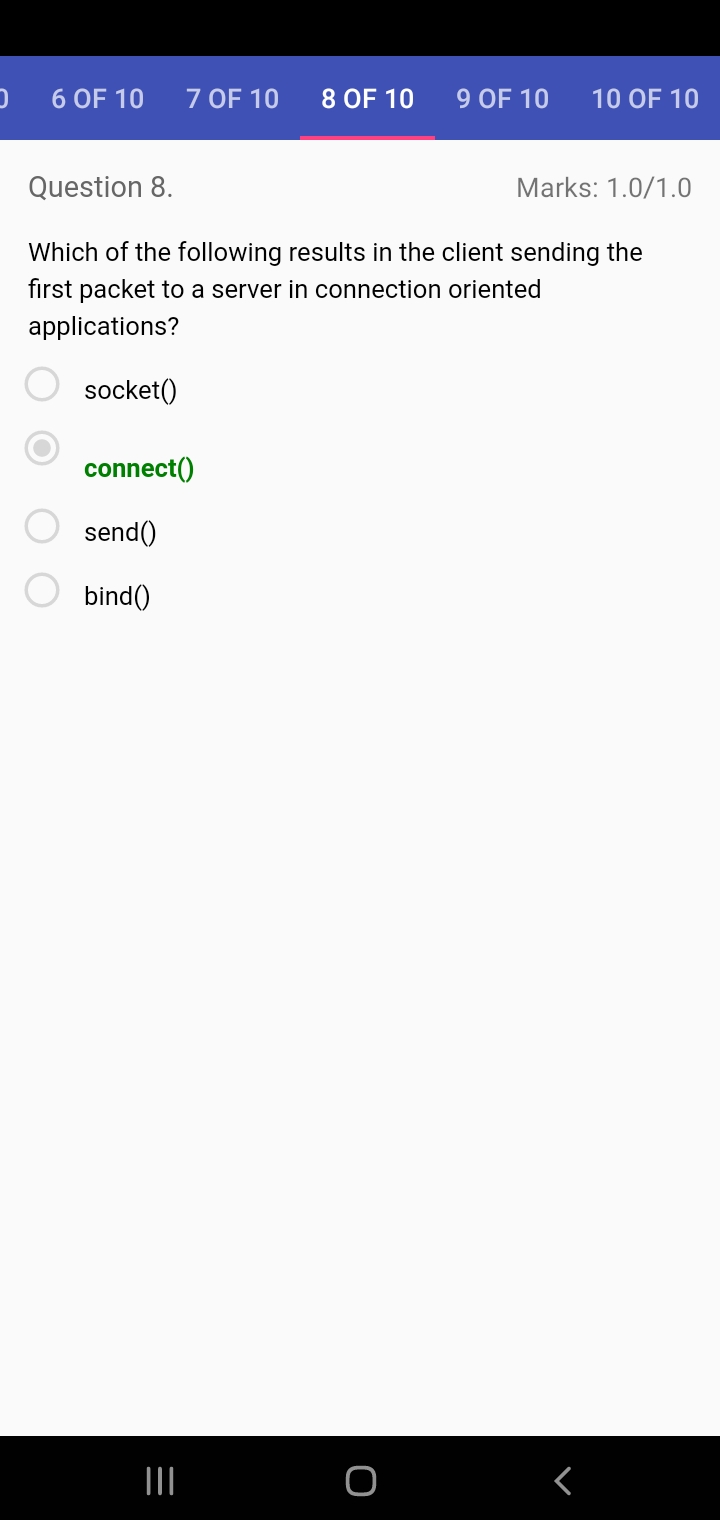 0 6 OF 10 7 OF 10 8 OF 10 9 OF 10 10 OF 10
Question 8. Marks: 1.0/1.0
Which of the following results in the client sending the
first packet to a server in connection oriented
applications?
socket()
connect()
send()
bind()